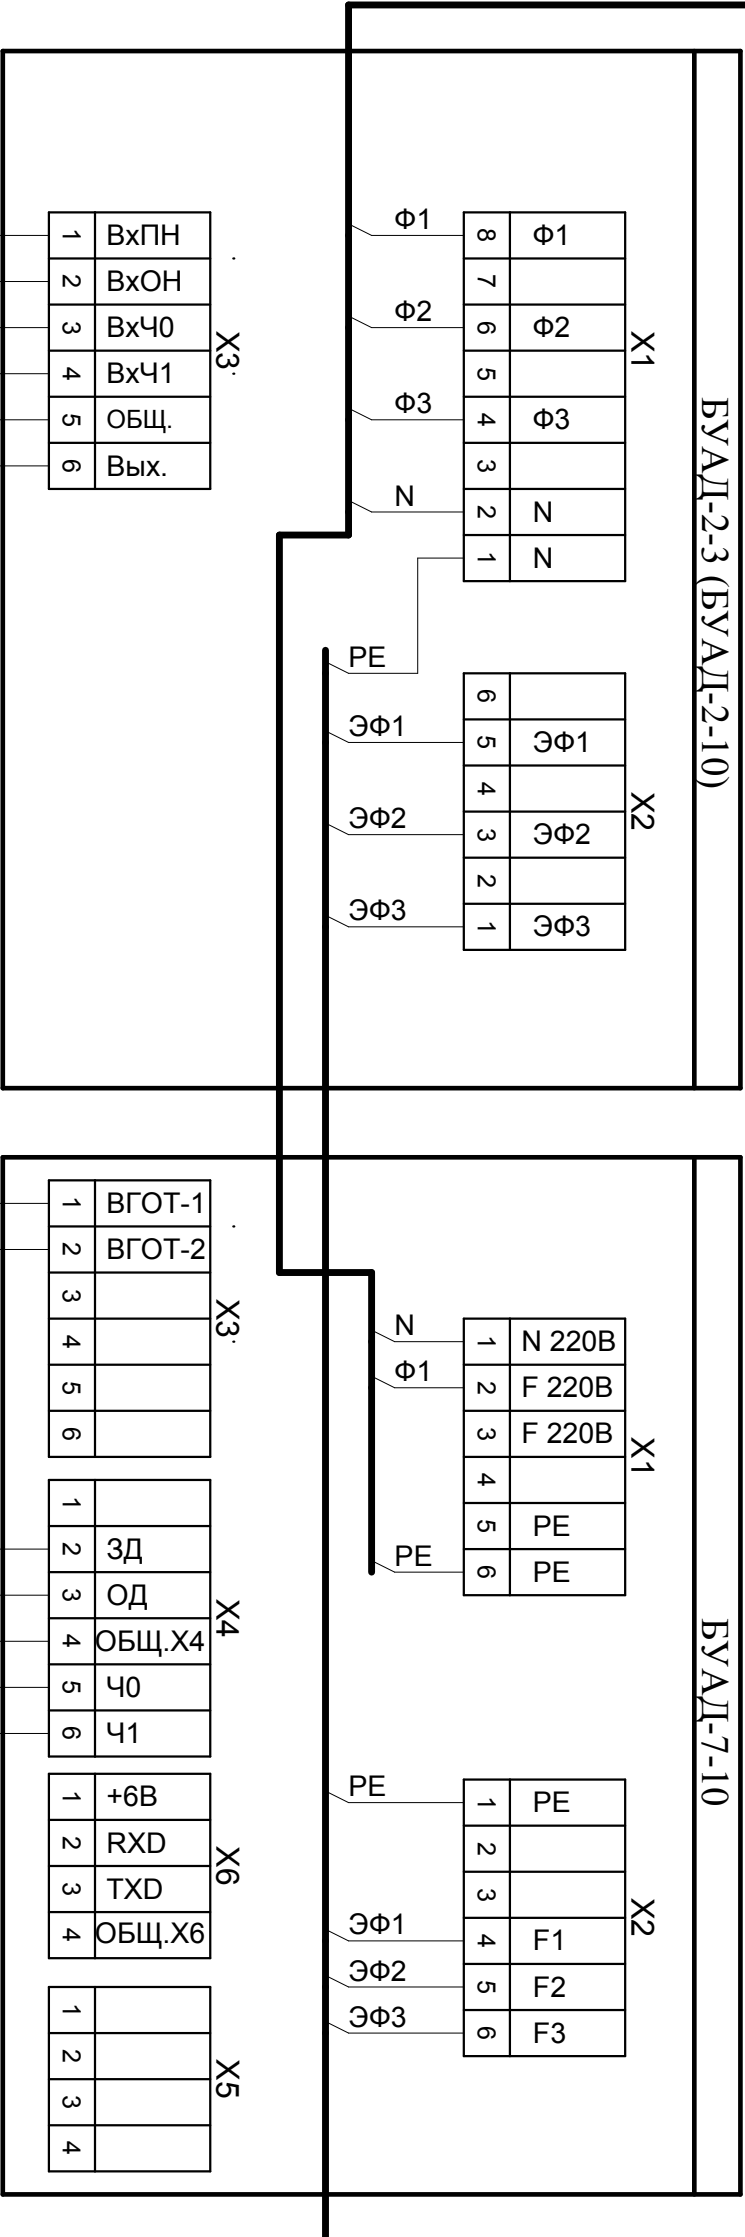 БУАД-2-3 (БУАД-2-10)
X1
Ф1 8 Ф1
7
Ф2 6 Ф2
5
Ф3 4 Ф3
3
N 2 N
1 N
PE
X2
6
ЭФ1 5 ЭФ1
4
ЭФ2 3 ЭФ2
2
ЭФ3 1 ЭФ3
X3
1 ВхПН
2 ВхОН
3 ВхЧ0
4 ВхЧ1
5 ОБЩ.
6 Вых.
БУАД-7-10
X1
N 1 N 220В
Ф1 2 F 220В
3 F 220В
4
5 PE
PE 6 PE
X2
PE 1 PE
2
3
ЭФ1 4 F1
ЭФ2 5 F2
ЭФ3 6 F3
X3
1 ВГОТ-1
2 ВГОТ-2
3
4
5
6
X4
1
2 ЗД
3 ОД
4 ОБЩ.X4
5 Ч0
6 Ч1
X6
1 +6В
2 RXD
3 TXD
4 ОБЩ.X6
X5
1
2
3
4